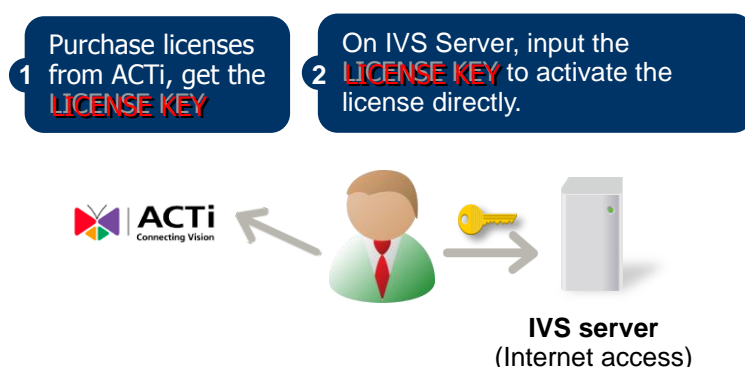 1
Purchase licenses
from ACTi, get the
LICENSE KEY
2
On IVS Server, input the
LICENSE KEY to activate the
license directly.
ACTi
Connecting Vision
IVS server
(Internet access)